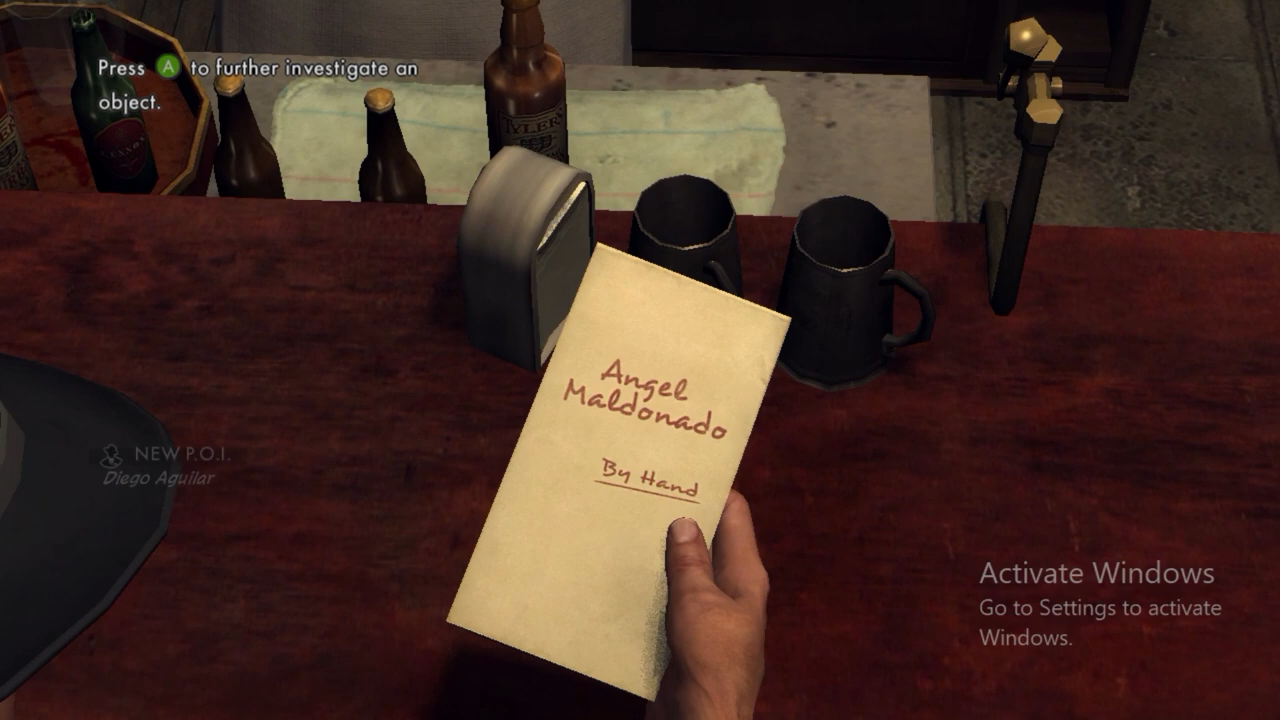 Press A to further investigate an
object.
TYLER'S
Angel
Maldonado
By Hand
NEW P.O.I.
Diego Aguilar
Activate Windows
Go to Settings to activate
Windows.